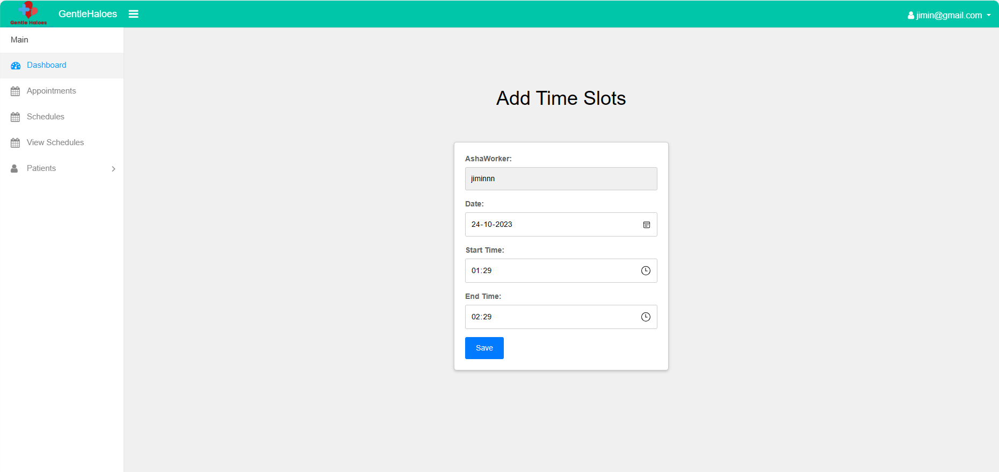 Gentle Haloes
GentleHaloes
jimin@gmail.com
Main
Dashboard
Appointments
Schedules
View Schedules
Patients
Add Time Slots
AshaWorker:
jiminnn
Date:
24-10-2023
Start Time:
01:29
End Time:
02:29
Save